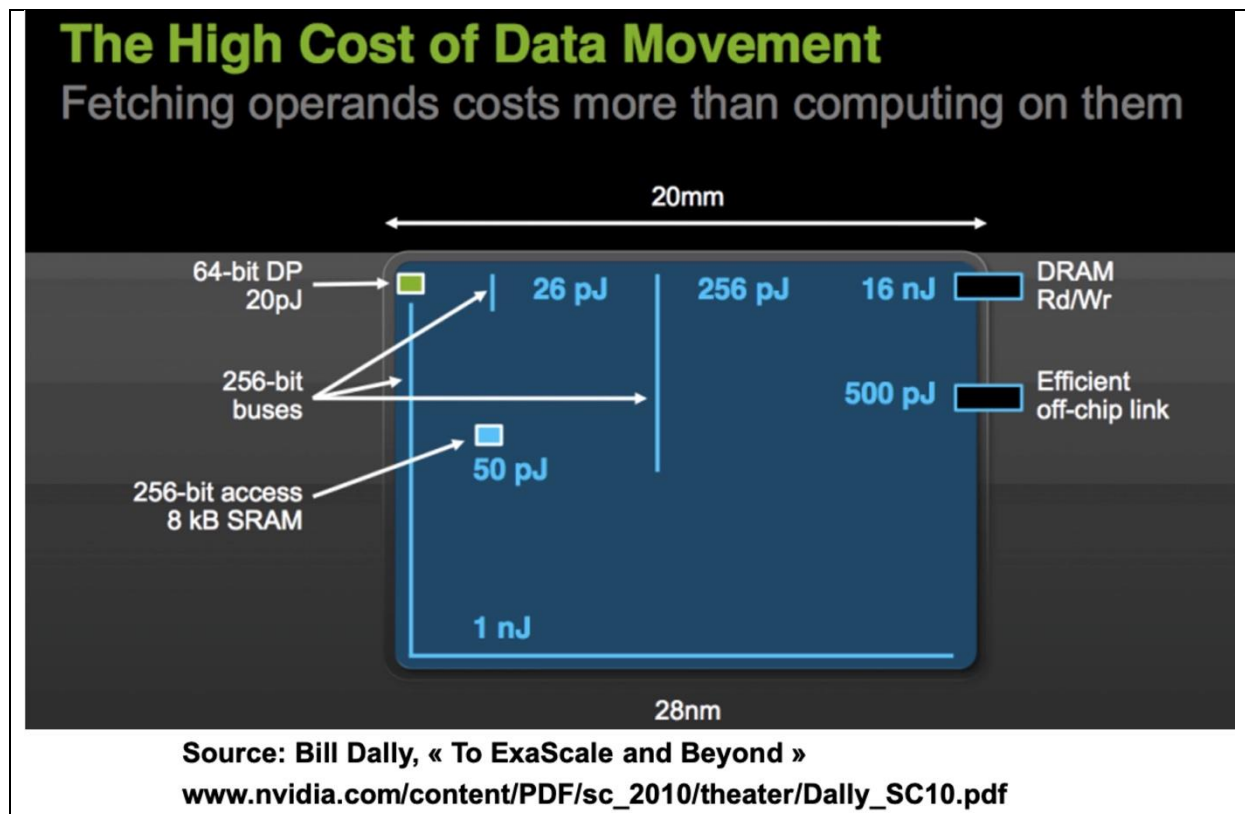 The High Cost of Data Movement
Fetching operands costs more than computing on them
20mm
64-bit DP
20pJ
26 pJ
256 pJ
16 nJ
DRAM
Rd/Wr
256-bit
buses
500 pJ
Efficient
off-chip link
50 pJ
256-bit access
8 kB SRAM
1 nJ
28nm
Source: Bill Dally, « To ExaScale and Beyond »
www.nvidia.com/content/PDF/sc_2010/theater/Dally_SC10.pdf